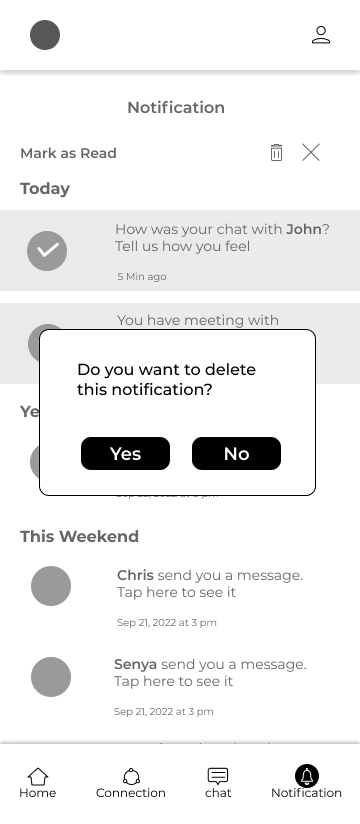 Notification
Mark as Read
Today
How was your chat with John?
Tell us how you feel
5 Min ago
You have meeting with
Do you want to delete
this notification?
Yes No
Ye
This Weekend
Chris send you a message.
Tap here to see it
Sep 21, 2022 at 3 pm
Senya send you a message.
Tap here to see it
Sep 21, 2022 at 3 pm
Home Connection chat Notification